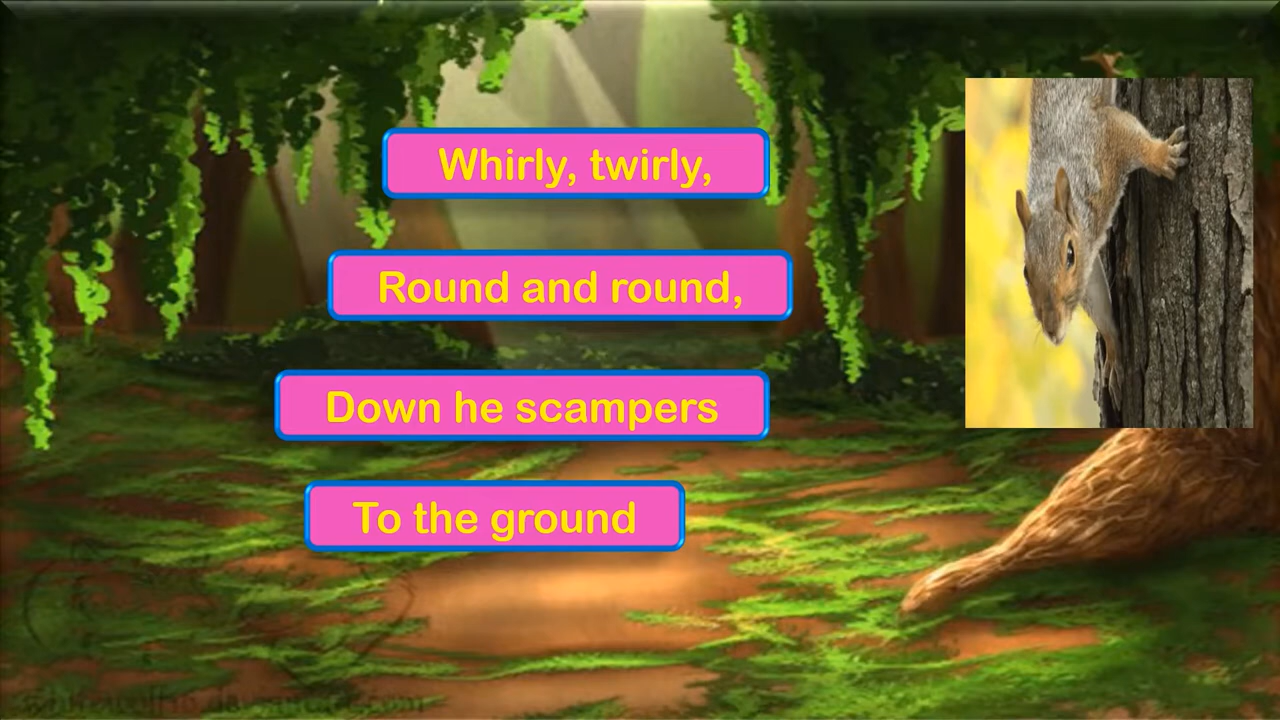 Whirly, twirly,
Round and round,
Down he scampers
To the ground